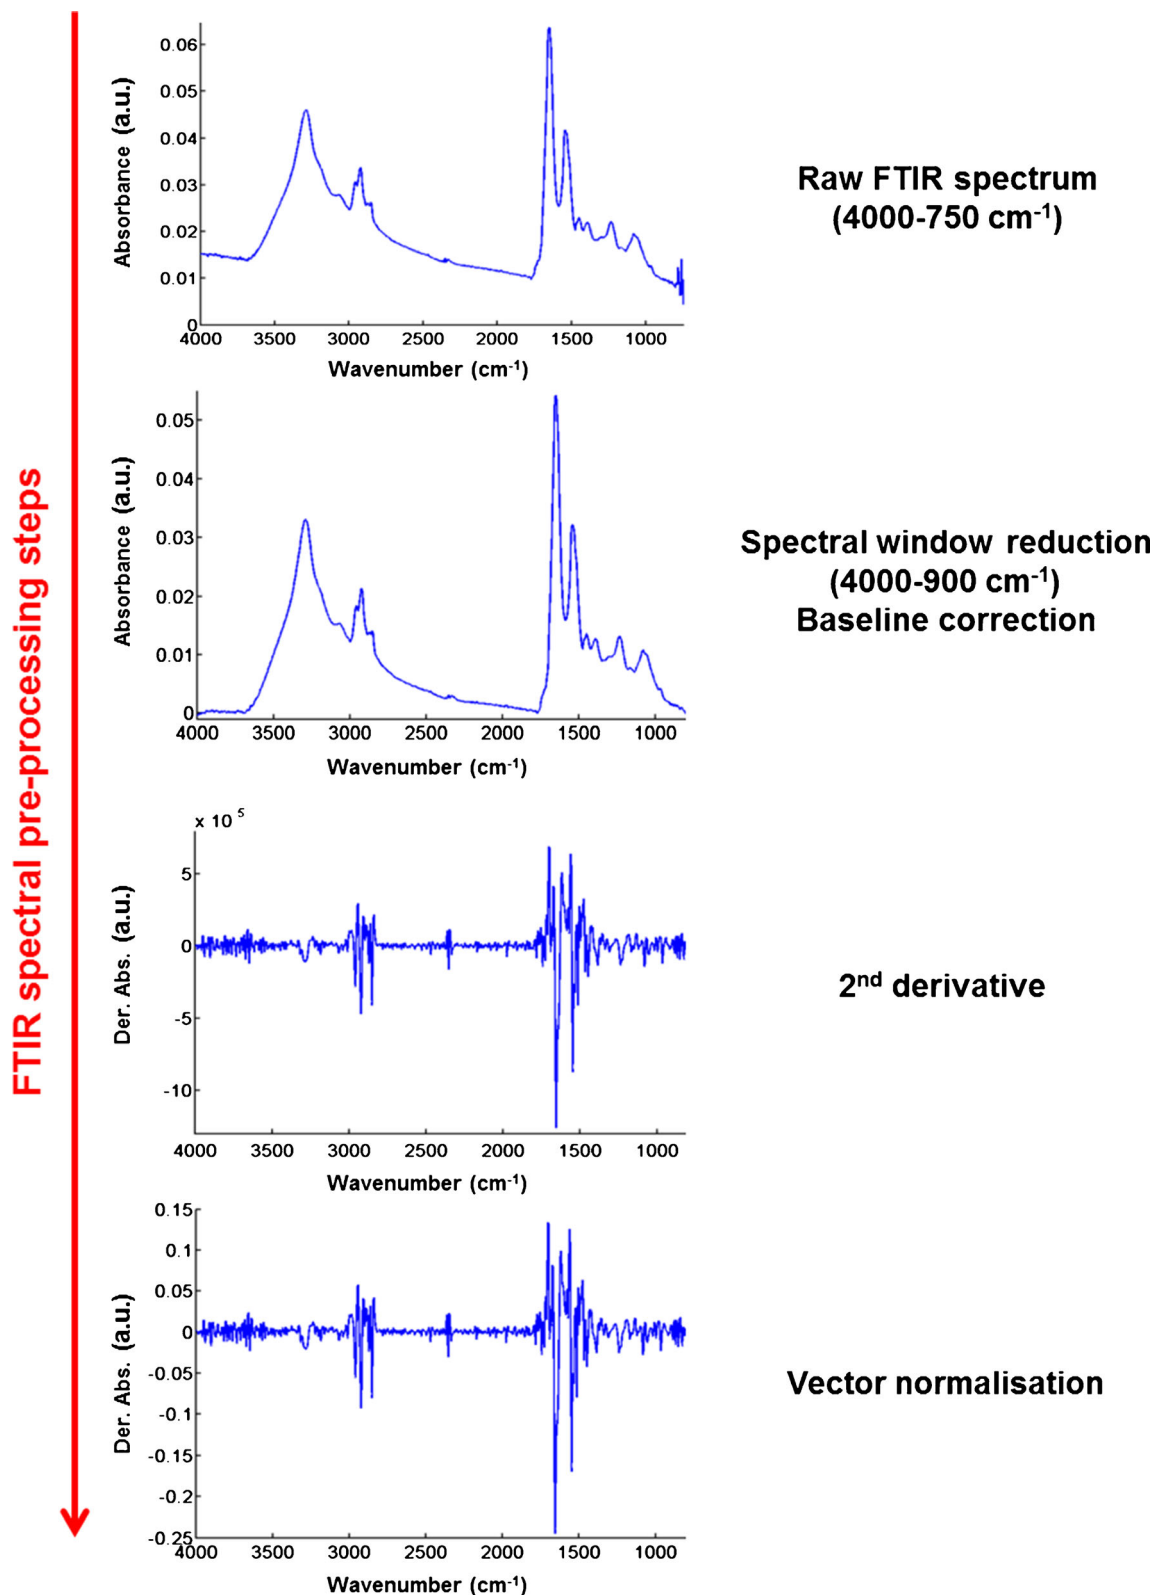 FTIR spectral pre-processing steps
0.06
0.05
0.04
0.03
0.02
0.01
0
Absorbance (a.u.)
4000 3500 3000 2500 2000 1500 1000
Wavenumber (cm-1)
Raw FTIR spectrum
(4000-750 cm-1)
0.05
0.04
0.03
0.02
0.01
0
Absorbance (a.u.)
4000 3500 3000 2500 2000 1500 1000
Wavenumber (cm-1)
Spectral window reduction
(4000-900 cm-1)
Baseline correction
x 10 5
5
0
-5
-10
Der. Abs. (a.u.)
4000 3500 3000 2500 2000 1500 1000
Wavenumber (cm-1)
2nd derivative
0.15
0.1
0.05
0
-0.05
-0.1
-0.15
-0.2
-0.25
Der. Abs. (a.u.)
4000 3500 3000 2500 2000 1500 1000
Wavenumber (cm-1)
Vector normalisation